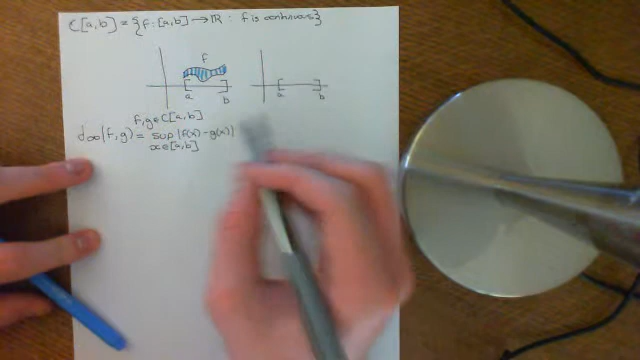 C[a,b] = {f:[a,b]→ℝ : f is continuous}
f
a b a b
f,g∈C[a,b]
d∞(f,g) = sup |f(x)-g(x)|
x∈[a,b]